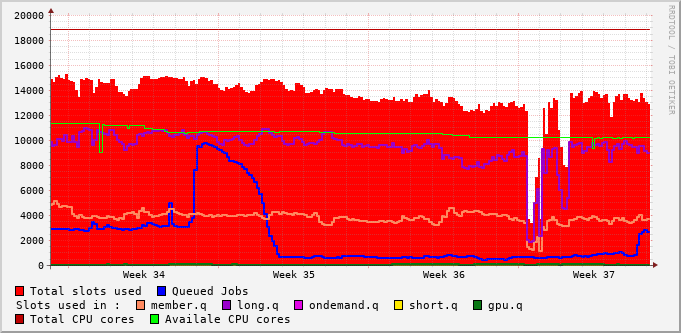 20000
18000
16000
14000
12000
10000
8000
6000
4000
2000
0
Week 34 Week 35 Week 36 Week 37
Total slots used Queued Jobs
Slots used in : member.q long.q ondemand.q short.q gpu.q
Total CPU cores Availale CPU cores
RRDTOOL / TOBI OETIKER